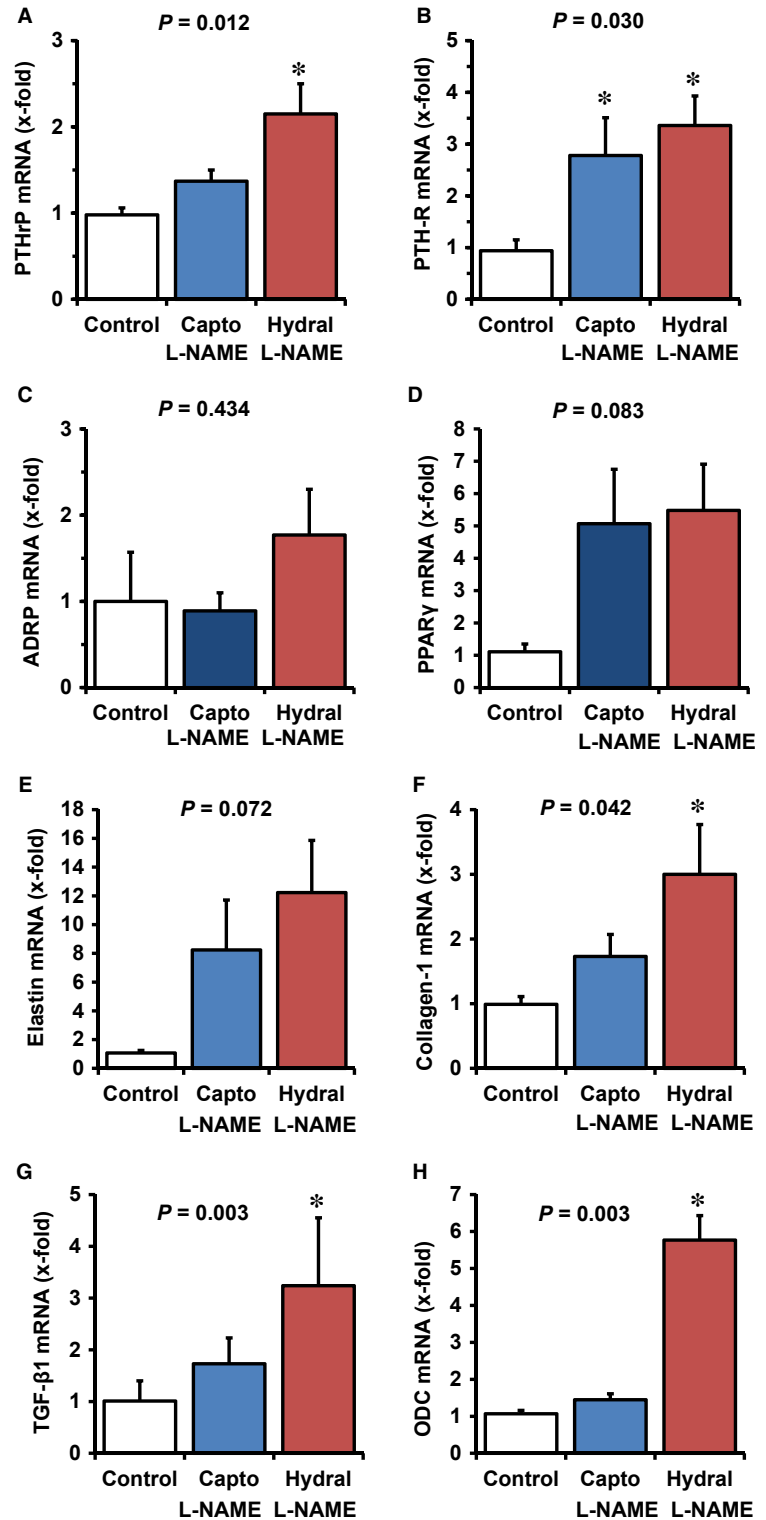 A
P = 0.012
PTHrP mRNA (x-fold)
3
2
1
0
Control Capto Hydral
L-NAME L-NAME
B
P = 0.030
PTH-R mRNA (x-fold)
5
4
3
2
1
0
* 
* *
Control Capto Hydral
L-NAME L-NAME
C
P = 0.434
ADRP mRNA (x-fold)
3
2
1
0
Control Capto Hydral
L-NAME L-NAME
D
P = 0.083
PPARγ mRNA (x-fold)
8
7
6
5
4
3
2
1
0
Control Capto Hydral
L-NAME L-NAME
E
P = 0.072
Elastin mRNA (x-fold)
18
16
14
12
10
8
6
4
2
0
Control Capto Hydral
L-NAME L-NAME
F
P = 0.042
Collagen-1 mRNA (x-fold)
4
3
2
1
0
*
Control Capto Hydral
L-NAME L-NAME
G
P = 0.003
TGF-β1 mRNA (x-fold)
5
4
3
2
1
0
*
Control Capto Hydral
L-NAME L-NAME
H
P = 0.003
ODC mRNA (x-fold)
7
6
5
4
3
2
1
0
*
Control Capto Hydral
L-NAME L-NAME